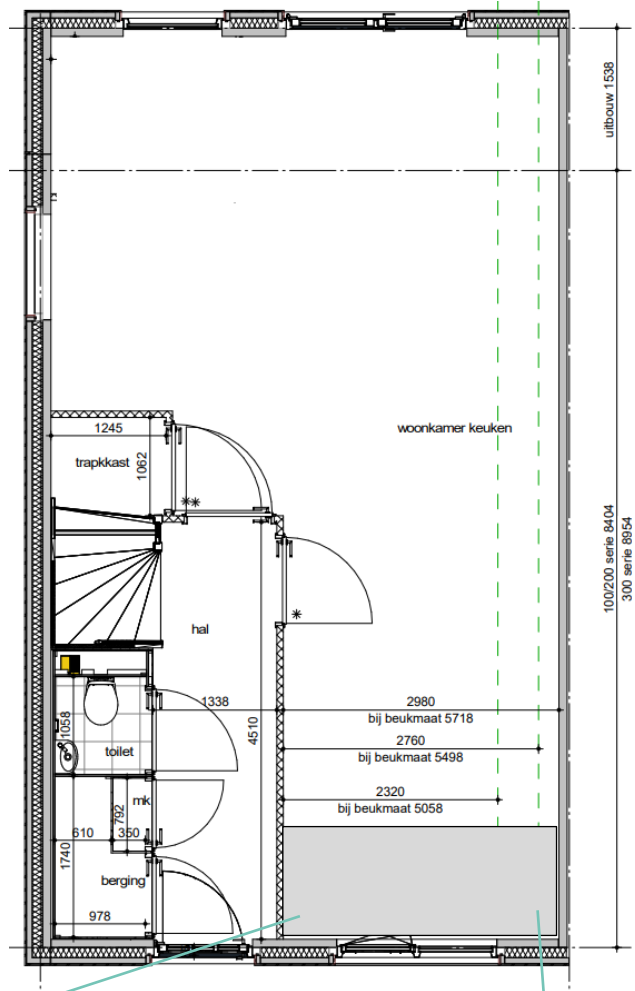 uitbouw 1538
1245
trapkkast
1062
**
woonkamer keuken
100/200 serie 8404
300 serie 8954
*
hal
1338
4510
2980
bij beukmaat 5718
1058
toilet
2760
bij beukmaat 5498
2320
bij beukmaat 5058
mk
792
610
350
1740
berging
978